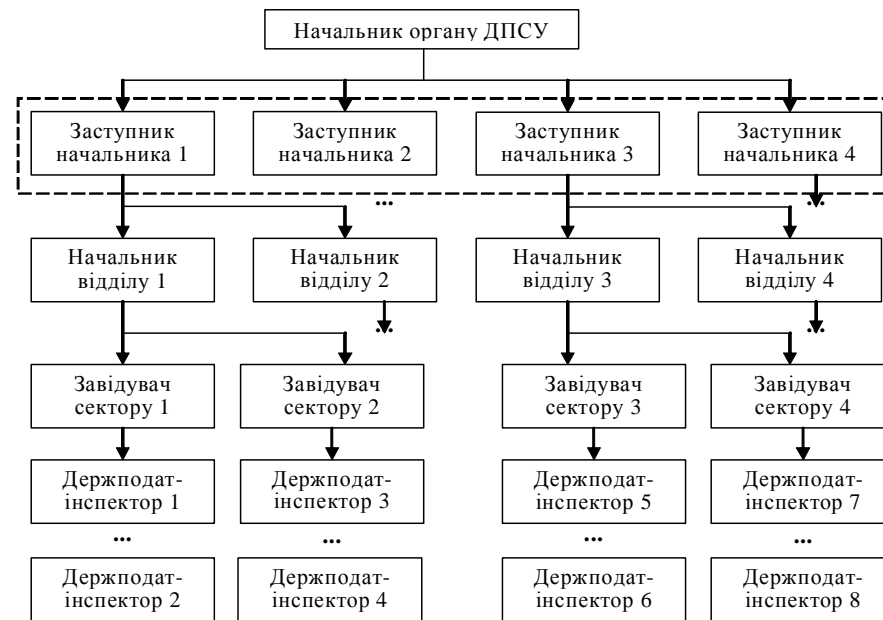 Начальник органу ДПСУ
Заступник
начальника 1
Заступник
начальника 2
Заступник
начальника 3
Заступник
начальника 4
...
...
Начальник
відділу 1
Начальник
відділу 2
Начальник
відділу 3
Начальник
відділу 4
...
...
Завідувач
сектору 1
Завідувач
сектору 2
Завідувач
сектору 3
Завідувач
сектору 4
Держподат-
інспектор 1
Держподат-
інспектор 3
Держподат-
інспектор 5
Держподат-
інспектор 7
...
...
...
...
Держподат-
інспектор 2
Держподат-
інспектор 4
Держподат-
інспектор 6
Держподат-
інспектор 8